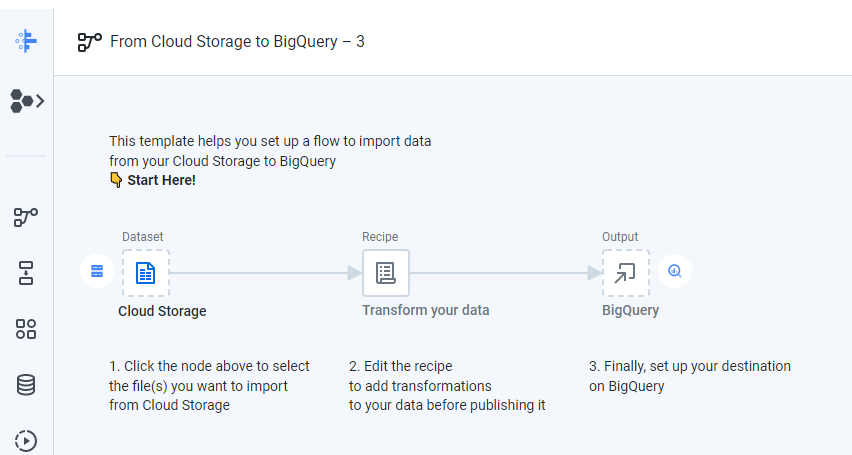 From Cloud Storage to BigQuery – 3
This template helps you set up a flow to import data
from your Cloud Storage to BigQuery
👇 Start Here!
Dataset
Recipe
Output
Cloud Storage
Transform your data
BigQuery
1. Click the node above to select
the file(s) you want to import
from Cloud Storage
2. Edit the recipe
to add transformations
to your data before publishing it
3. Finally, set up your destination
on BigQuery